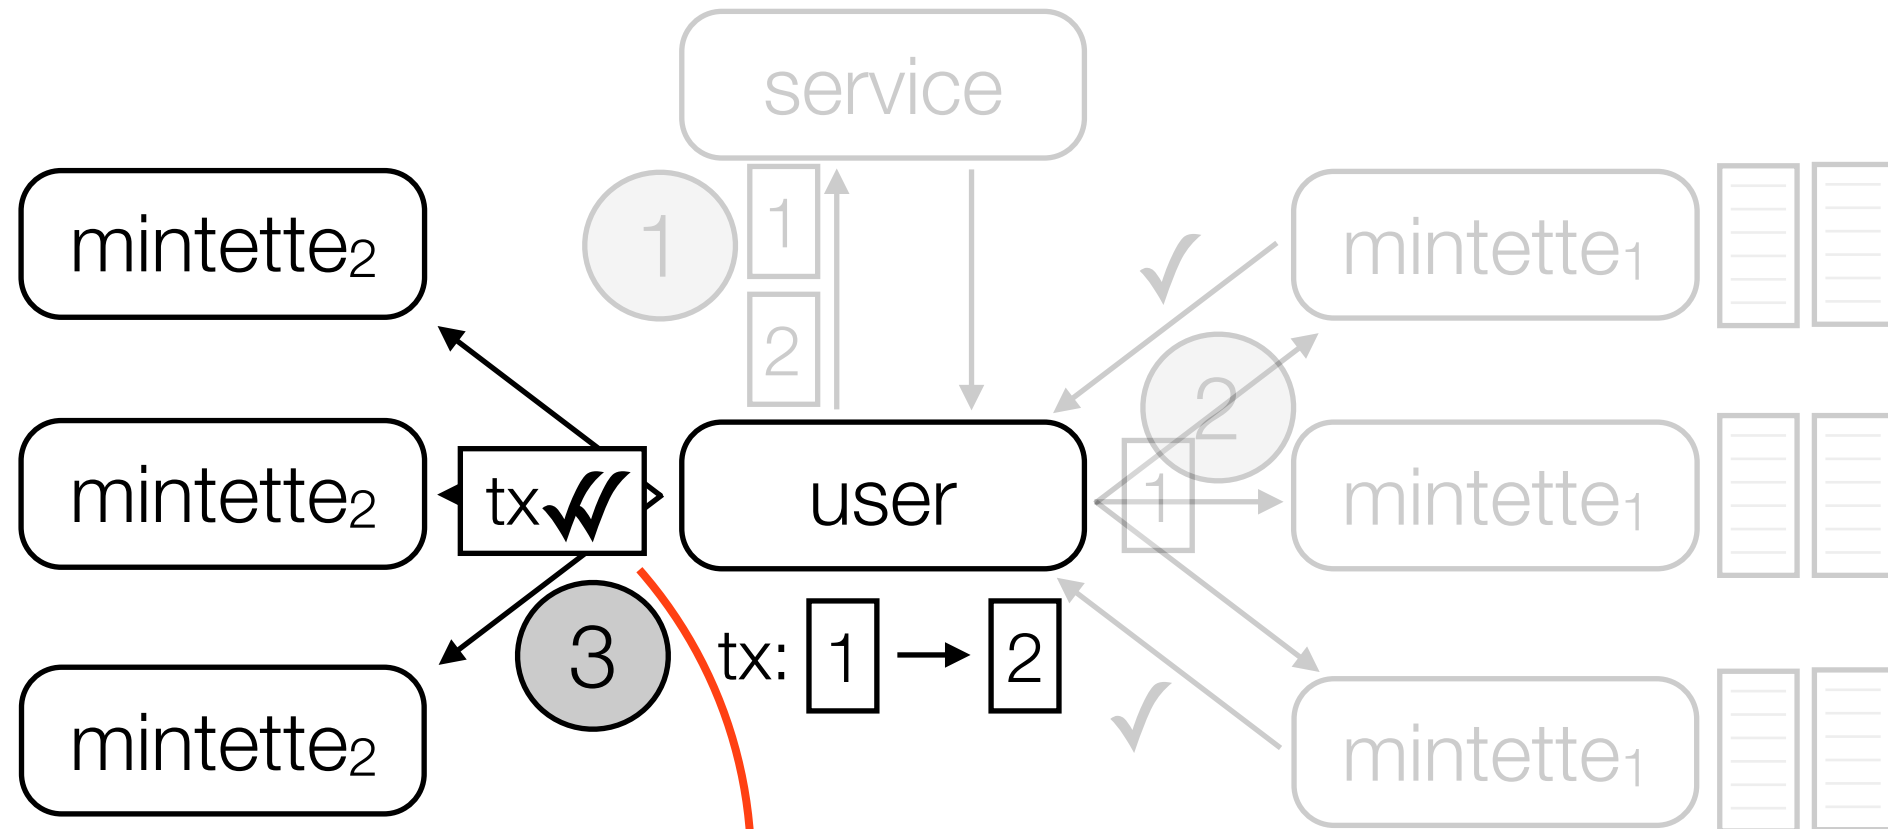 service
1
1
2
mintette₂
mintette₁
✓
2
mintette₂
tx✓✓
user
1
mintette₁
3
tx: 1 → 2
mintette₂
✓
mintette₁